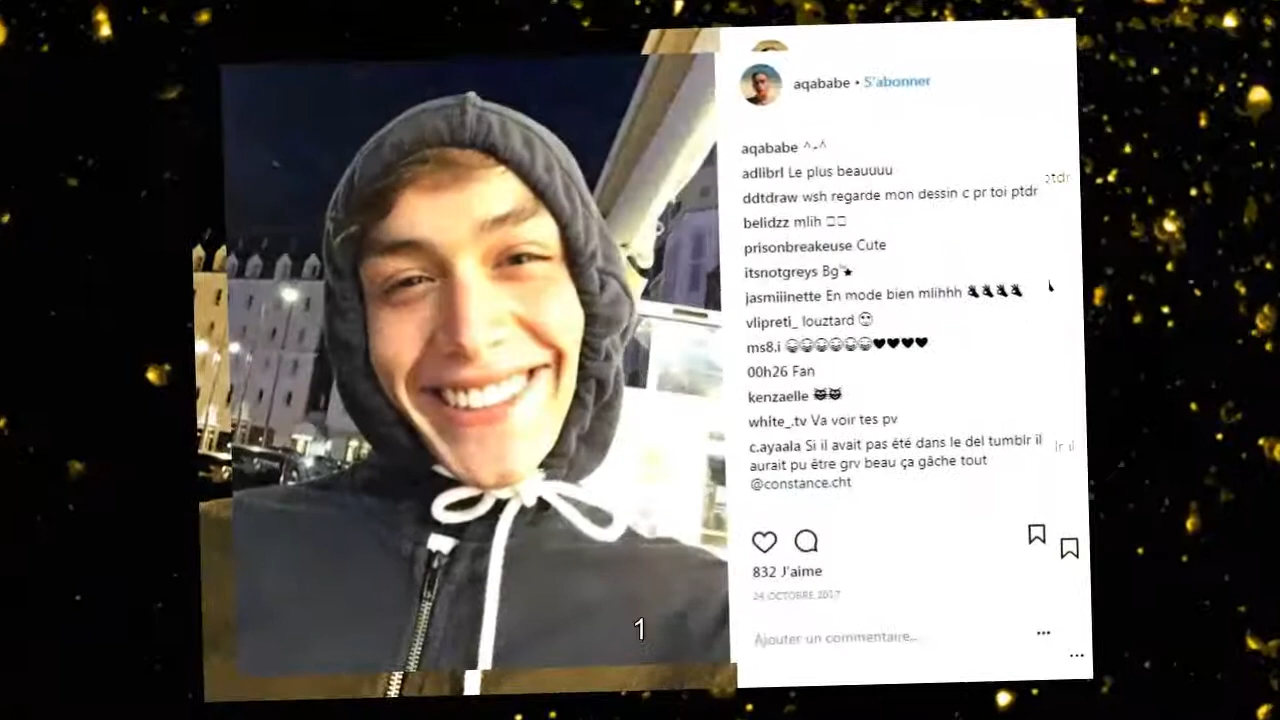 aqababe • S'abonner
aqababe ^-^
adlibrl Le plus beauuuu
ddtdraw wsh regarde mon dessin c pr toi ptdr
belidzz mlih
prisonbreakeuse Cute
itsnotgreys Bg
jasmiiinette En mode bien mlihhh
vlipreti_ louztard
ms8.i
00h26 Fan
kenzaelle
white_.tv Va voir tes pv
c.ayaala Si il avait pas été dans le del tumblr il
aurait pu être grv beau ça gâche tout
@constance.cht
832 J'aime
24 OCTOBRE 2017
Ajouter un commentaire...
1